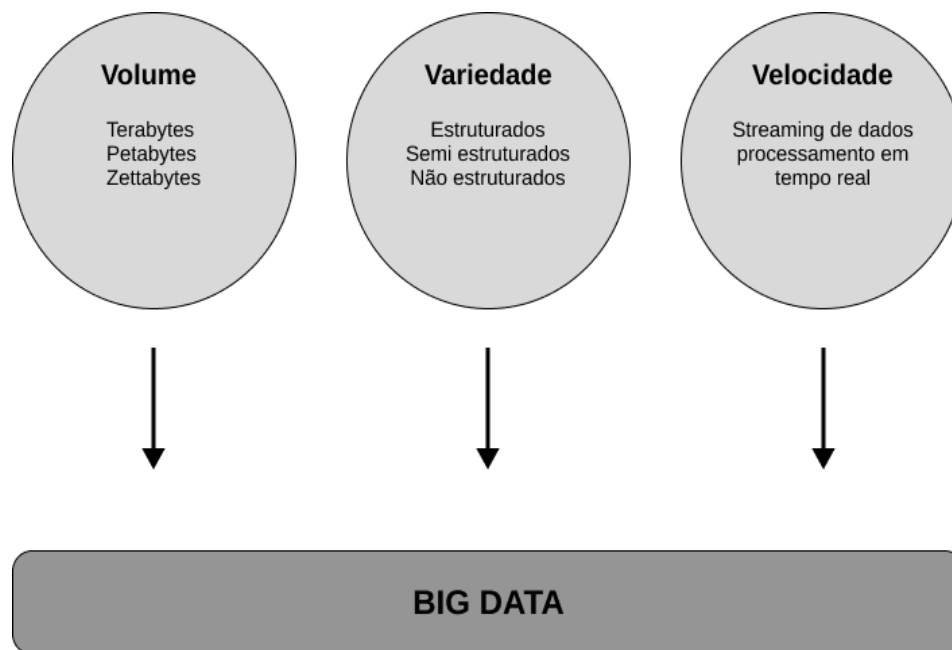 Volume
Terabytes
Petabytes
Zettabytes
Variedade
Estruturados
Semi estruturados
Não estruturados
Velocidade
Streaming de dados
processamento em
tempo real
BIG DATA